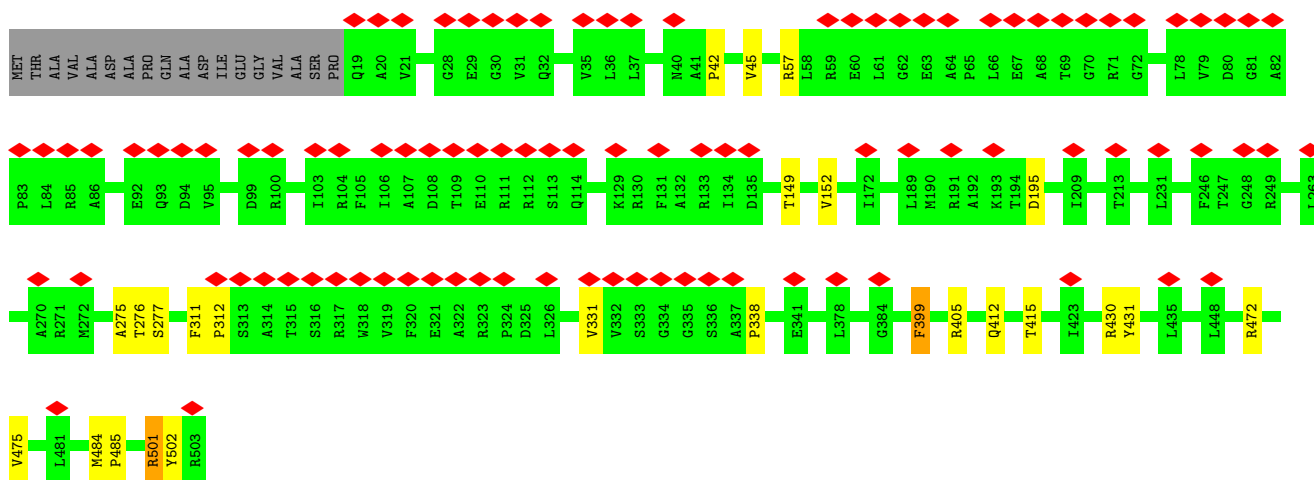 MET THR ALA VAL ALA ASP ALA PRO GLN ALA ASP ILE GLU GLY VAL ALA SER PRO Q19 A20 V21 G28 E29 G30 V31 Q32 V35 L36 L37 N40 A41 P42 V45 R57 L58 R59 E60 L61 G62 E63 A64 P65 L66 E67 A68 T69 G70 R71 G72 L78 V79 D80 G81 A82
P83 L84 R85 A86 E92 Q93 D94 V95 D99 R100 I103 R104 F105 I106 A107 D108 T109 E110 R111 R112 S113 Q114 K129 R130 F131 A132 R133 I134 D135 T149 V152 I172 L189 M190 R191 A192 K193 T194 D195 I209 T213 L231 F246 T247 G248 R249 L263
A270 R271 M272 A275 T276 S277 F311 P312 S313 A314 T315 S316 R317 W318 V319 F320 E321 A322 R323 P324 D325 L326 V331 V332 S333 G334 G335 S336 A337 P338 E341 L378 G384 F399 R405 Q412 T415 I423 R430 Y431 L435 L448 R472
V475 L481 M484 P485 R501 Y502 R503